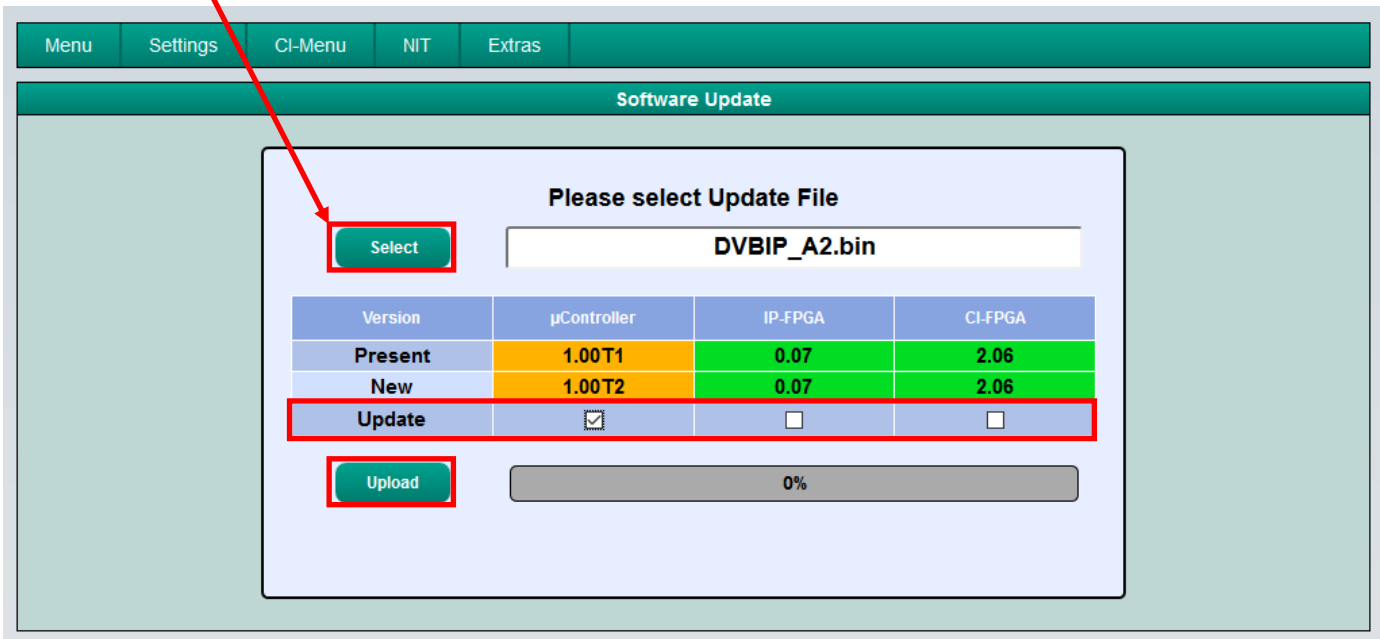 Menu Settings CI-Menu NIT Extras
Software Update
Please select Update File
Select DVBIP_A2.bin
Version µController IP-FPGA CI-FPGA
Present 1.00T1 0.07 2.06
New 1.00T2 0.07 2.06
Update
Upload 0%